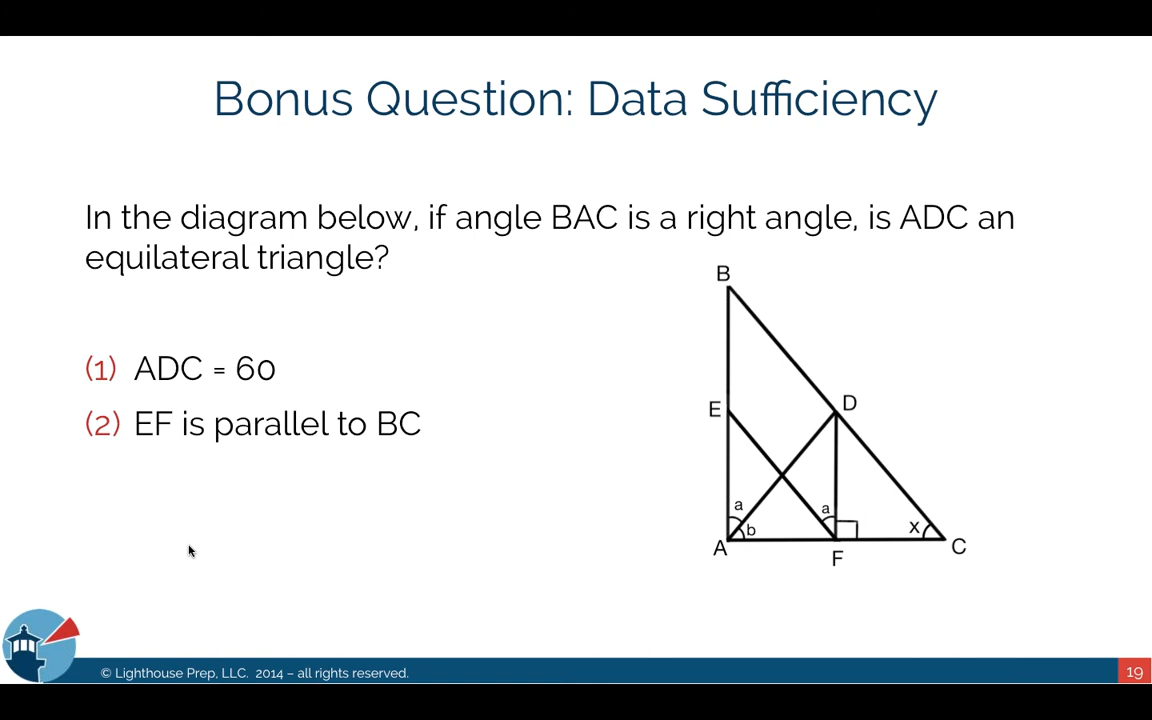 Bonus Question: Data Sufficiency
In the diagram below, if angle BAC is a right angle, is ADC an
equilateral triangle?
B
(1) ADC = 60
(2) EF is parallel to BC
E
D
a
b
a
x
A
F
C
© Lighthouse Prep, LLC. 2014 – all rights reserved.
19